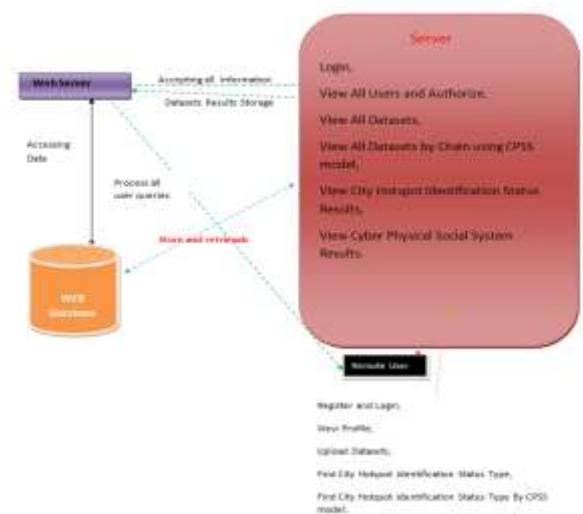 Server
Login,
View All Users and Authorize,
View All Datasets,
View All Datasets by Chain using CPSS
model,
View City Hotspot Identification Status
Results,
View Cyber Physical Social System
Results.
Web Server
Accepting all information
Datasets Results Storage
Accessing
Data
Process all
user queries
Store and retrievals
WEB
Database
Remote User
Register and Login,
View Profile,
Upload Datasets,
Find City Hotspot Identification Status Type,
Find City Hotspot Identification Status Type By CPSS
model.